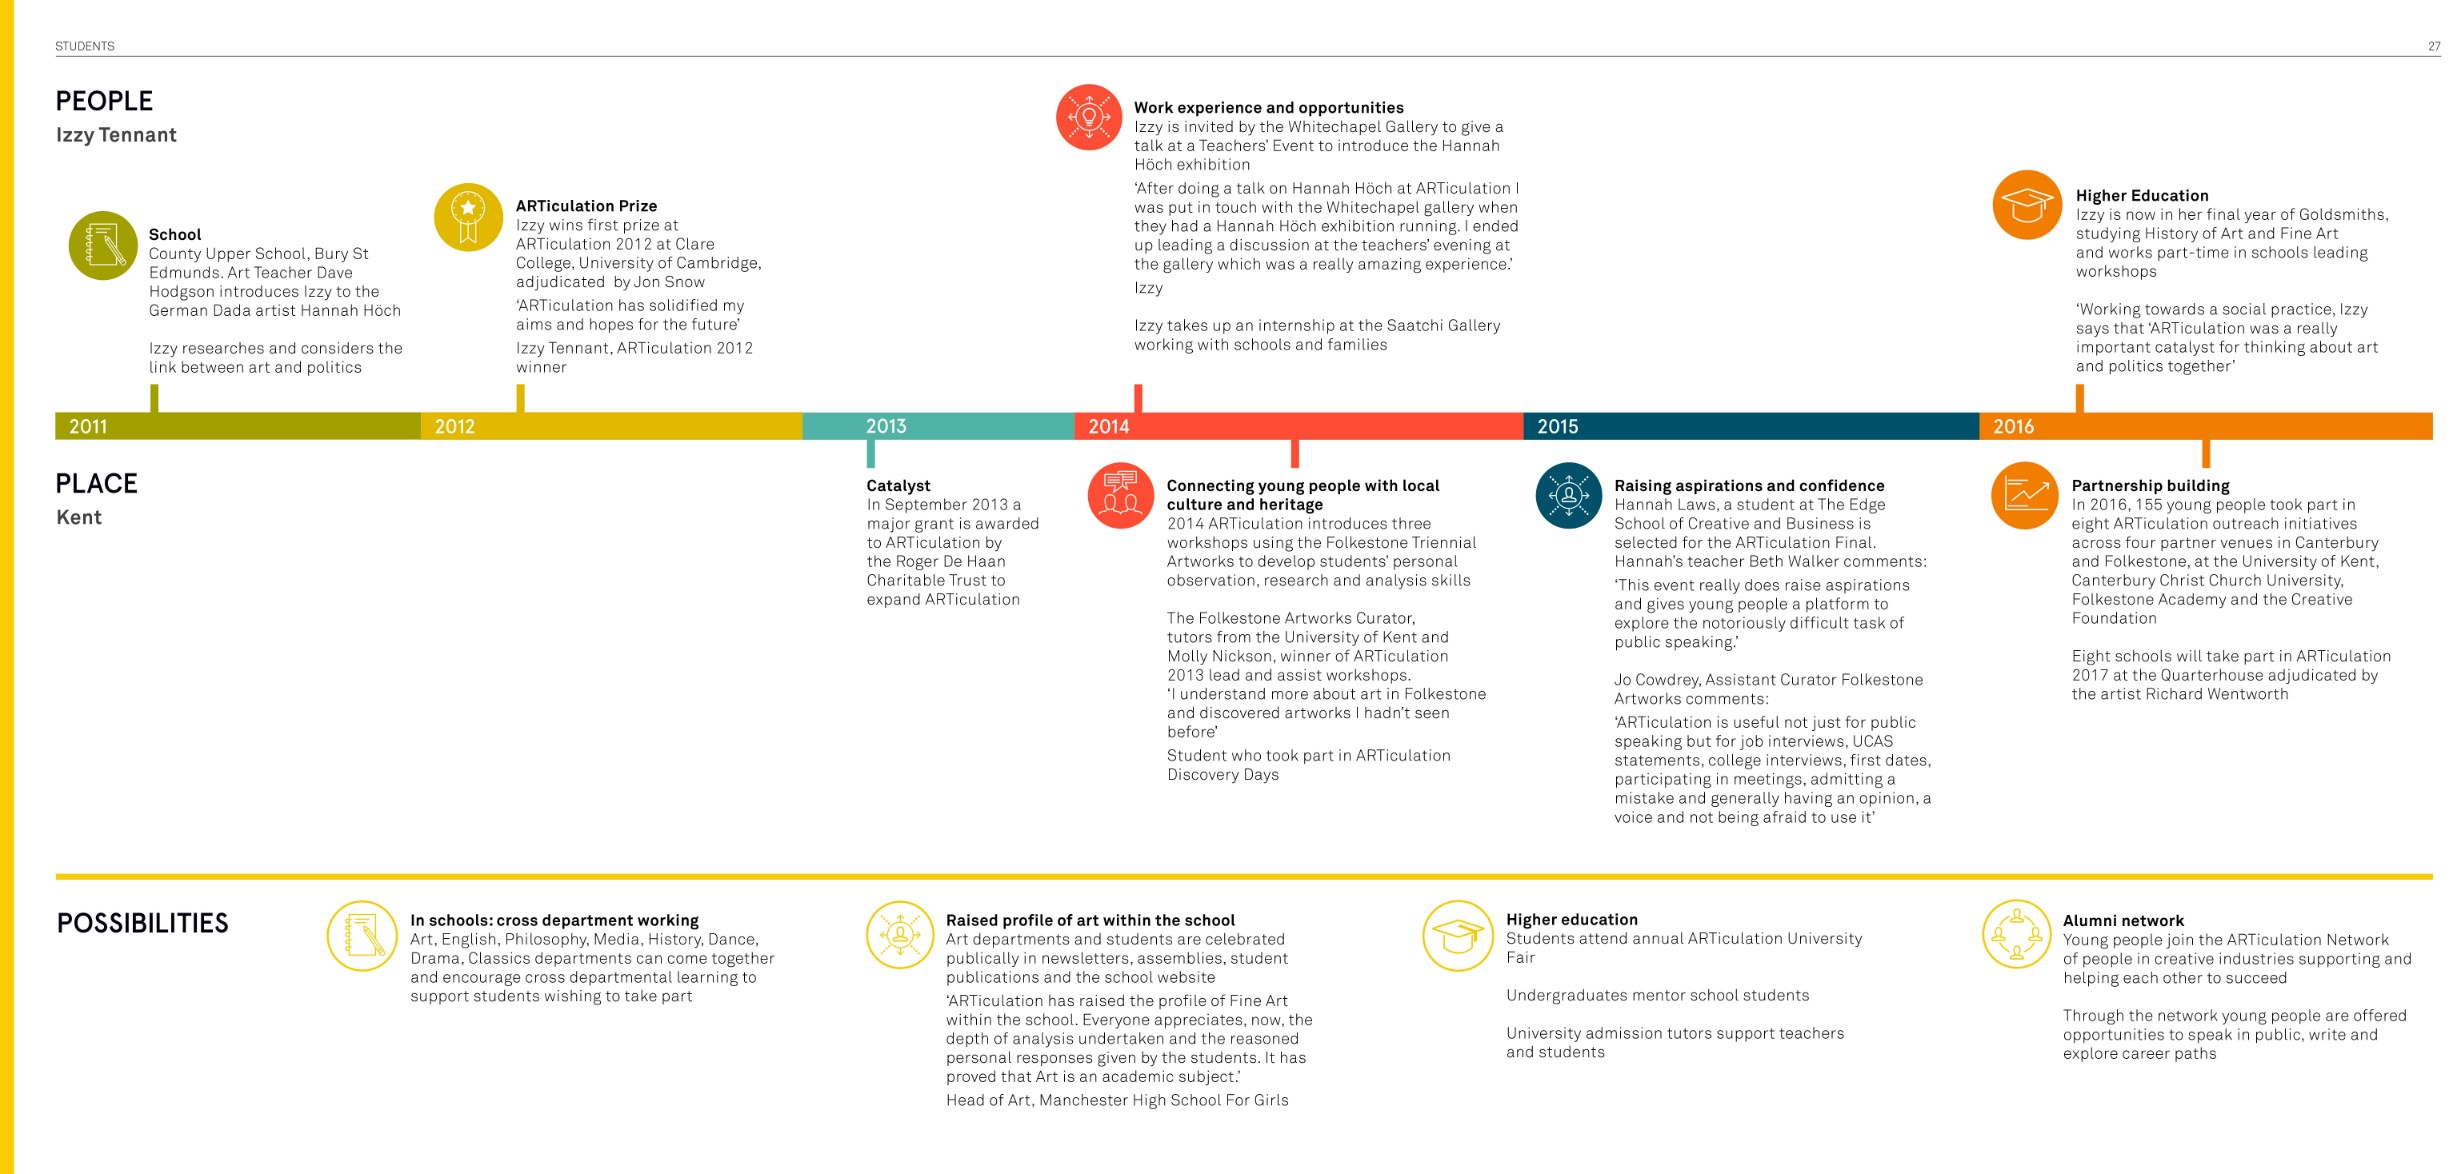 STUDENTS
27
PEOPLE
Izzy Tennant
School
County Upper School, Bury St
Edmunds. Art Teacher Dave
Hodgson introduces Izzy to the
German Dada artist Hannah Höch
Izzy researches and considers the
link between art and politics
ARTiculation Prize
Izzy wins first prize at
ARTiculation 2012 at Clare
College, University of Cambridge,
adjudicated by Jon Snow
‘ARTiculation has solidified my
aims and hopes for the future’
Izzy Tennant, ARTiculation 2012
winner
Work experience and opportunities
Izzy is invited by the Whitechapel Gallery to give a
talk at a Teachers’ Event to introduce the Hannah
Höch exhibition
‘After doing a talk on Hannah Höch at ARTiculation I
was put in touch with the Whitechapel gallery when
they had a Hannah Höch exhibition running. I ended
up leading a discussion at the teachers’ evening at
the gallery which was a really amazing experience.’
Izzy
Izzy takes up an internship at the Saatchi Gallery
working with schools and families
Higher Education
Izzy is now in her final year of Goldsmiths,
studying History of Art and Fine Art
and works part-time in schools leading
workshops
‘Working towards a social practice, Izzy
says that ‘ARTiculation was a really
important catalyst for thinking about art
and politics together’
2011
2012
2013
2014
2015
2016
PLACE
Kent
Catalyst
In September 2013 a
major grant is awarded
to ARTiculation by
the Roger De Haan
Charitable Trust to
expand ARTiculation
Connecting young people with local
culture and heritage
2014 ARTiculation introduces three
workshops using the Folkestone Triennial
Artworks to develop students’ personal
observation, research and analysis skills
The Folkestone Artworks Curator,
tutors from the University of Kent and
Molly Nickson, winner of ARTiculation
2013 lead and assist workshops.
‘I understand more about art in Folkestone
and discovered artworks I hadn’t seen
before’
Student who took part in ARTiculation
Discovery Days
Raising aspirations and confidence
Hannah Laws, a student at The Edge
School of Creative and Business is
selected for the ARTiculation Final.
Hannah’s teacher Beth Walker comments:
‘This event really does raise aspirations
and gives young people a platform to
explore the notoriously difficult task of
public speaking.’
Jo Cowdrey, Assistant Curator Folkestone
Artworks comments:
‘ARTiculation is useful not just for public
speaking but for job interviews, UCAS
statements, college interviews, first dates,
participating in meetings, admitting a
mistake and generally having an opinion, a
voice and not being afraid to use it’
Partnership building
In 2016, 155 young people took part in
eight ARTiculation outreach initiatives
across four partner venues in Canterbury
and Folkestone, at the University of Kent,
Canterbury Christ Church University,
Folkestone Academy and the Creative
Foundation
Eight schools will take part in ARTiculation
2017 at the Quarterhouse adjudicated by
the artist Richard Wentworth
POSSIBILITIES
In schools: cross department working
Art, English, Philosophy, Media, History, Dance,
Drama, Classics departments can come together
and encourage cross departmental learning to
support students wishing to take part
Raised profile of art within the school
Art departments and students are celebrated
publically in newsletters, assemblies, student
publications and the school website
‘ARTiculation has raised the profile of Fine Art
within the school. Everyone appreciates, now, the
depth of analysis undertaken and the reasoned
personal responses given by the students. It has
proved that Art is an academic subject.’
Head of Art, Manchester High School For Girls
Higher education
Students attend annual ARTiculation University
Fair
Undergraduates mentor school students
University admission tutors support teachers
and students
Alumni network
Young people join the ARTiculation Network
of people in creative industries supporting and
helping each other to succeed
Through the network young people are offered
opportunities to speak in public, write and
explore career paths